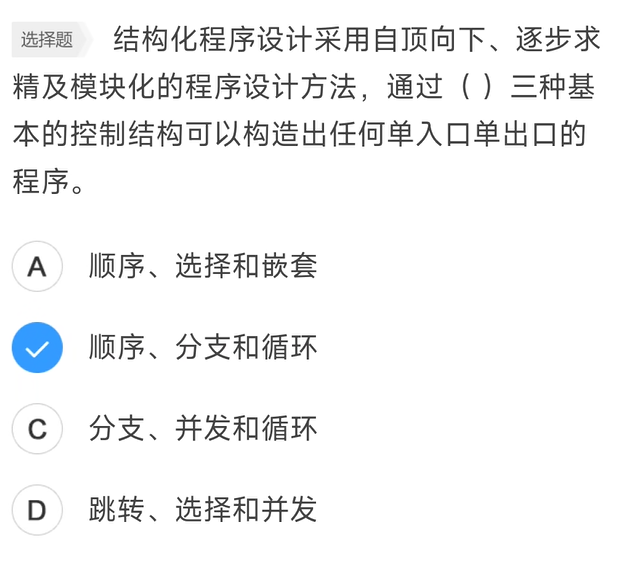 选择题 结构化程序设计采用自顶向下、逐步求
精及模块化的程序设计方法，通过（ ）三种基
本的控制结构可以构造出任何单入口单出口的
程序。
A 顺序、选择和嵌套
顺序、分支和循环
C 分支、并发和循环
D 跳转、选择和并发